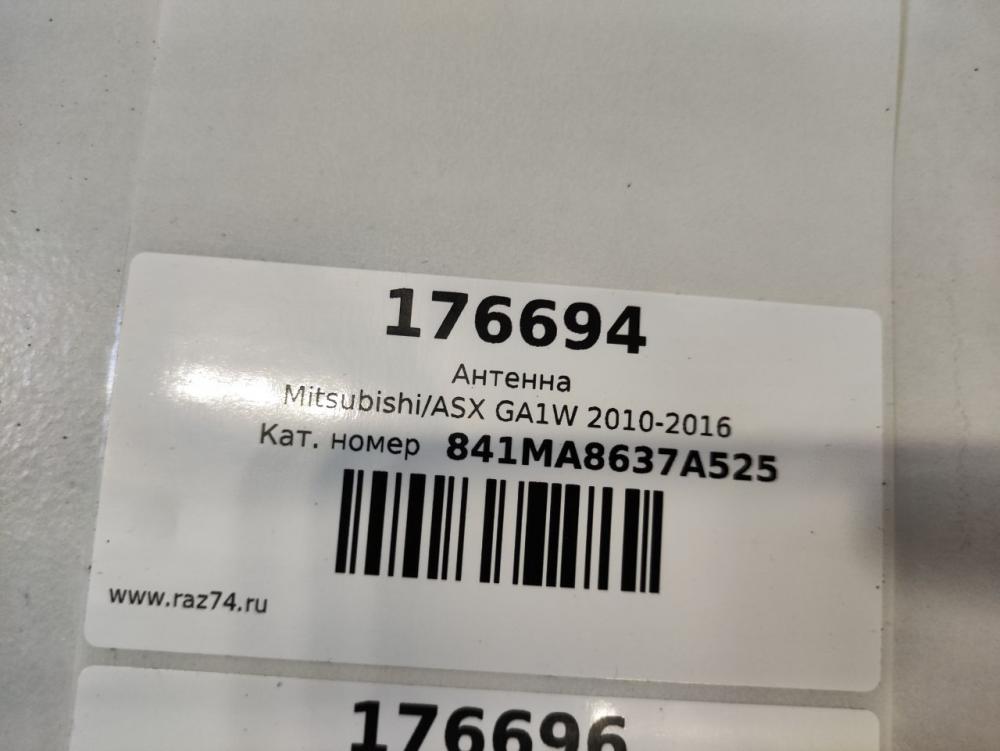 176694
Антенна
Mitsubishi/ASX GA1W 2010-2016
Кат. номер 841MA8637A525
www.raz74.ru
176696